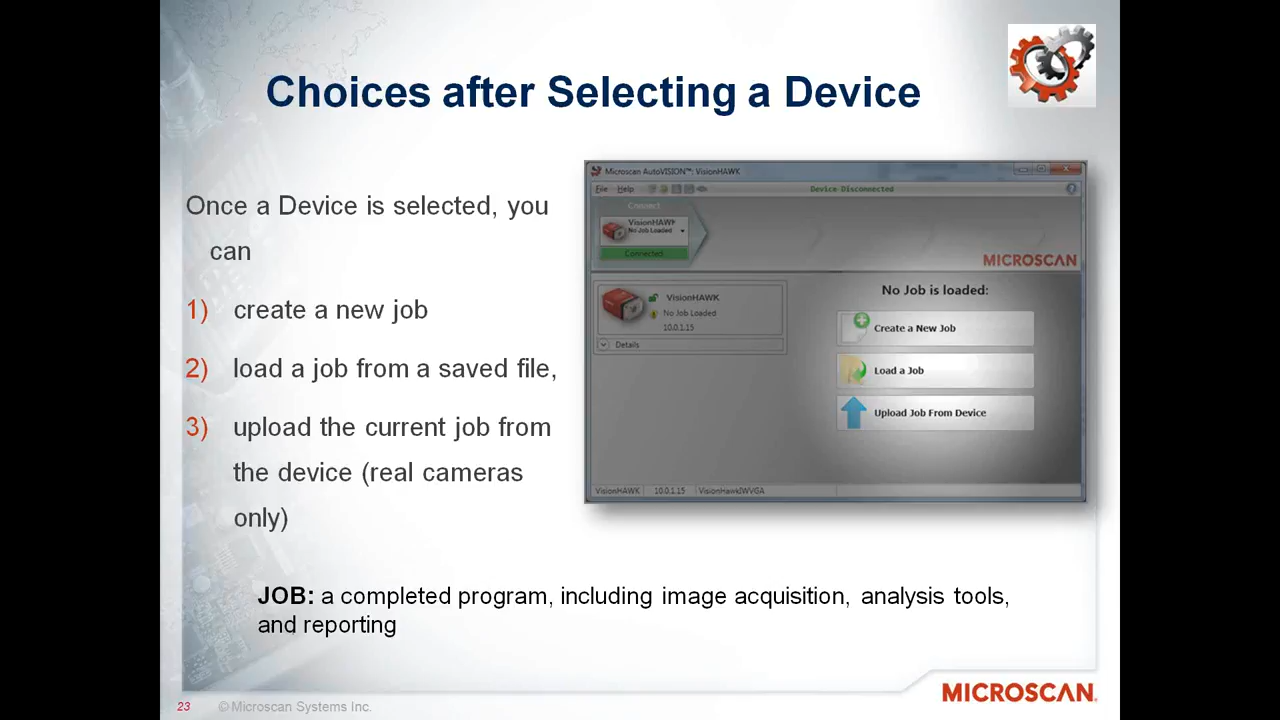 Choices after Selecting a Device
Once a Device is selected, you
can
1) create a new job
2) load a job from a saved file,
3) upload the current job from
the device (real cameras
only)
Microscan AutoVISION™: VisionHAWK
File Help
Device Disconnected
Connect
VisionHAWK
No Job Loaded
Connected
MICROSCAN
VisionHAWK
No Job Loaded
10.0.1.15
Details
No Job is loaded:
Create a New Job
Load a Job
Upload Job From Device
VisionHAWK 10.0.1.15 VisionHawkIWVGA
JOB: a completed program, including image acquisition, analysis tools,
and reporting
23 © Microscan Systems Inc.
MICROSCAN.